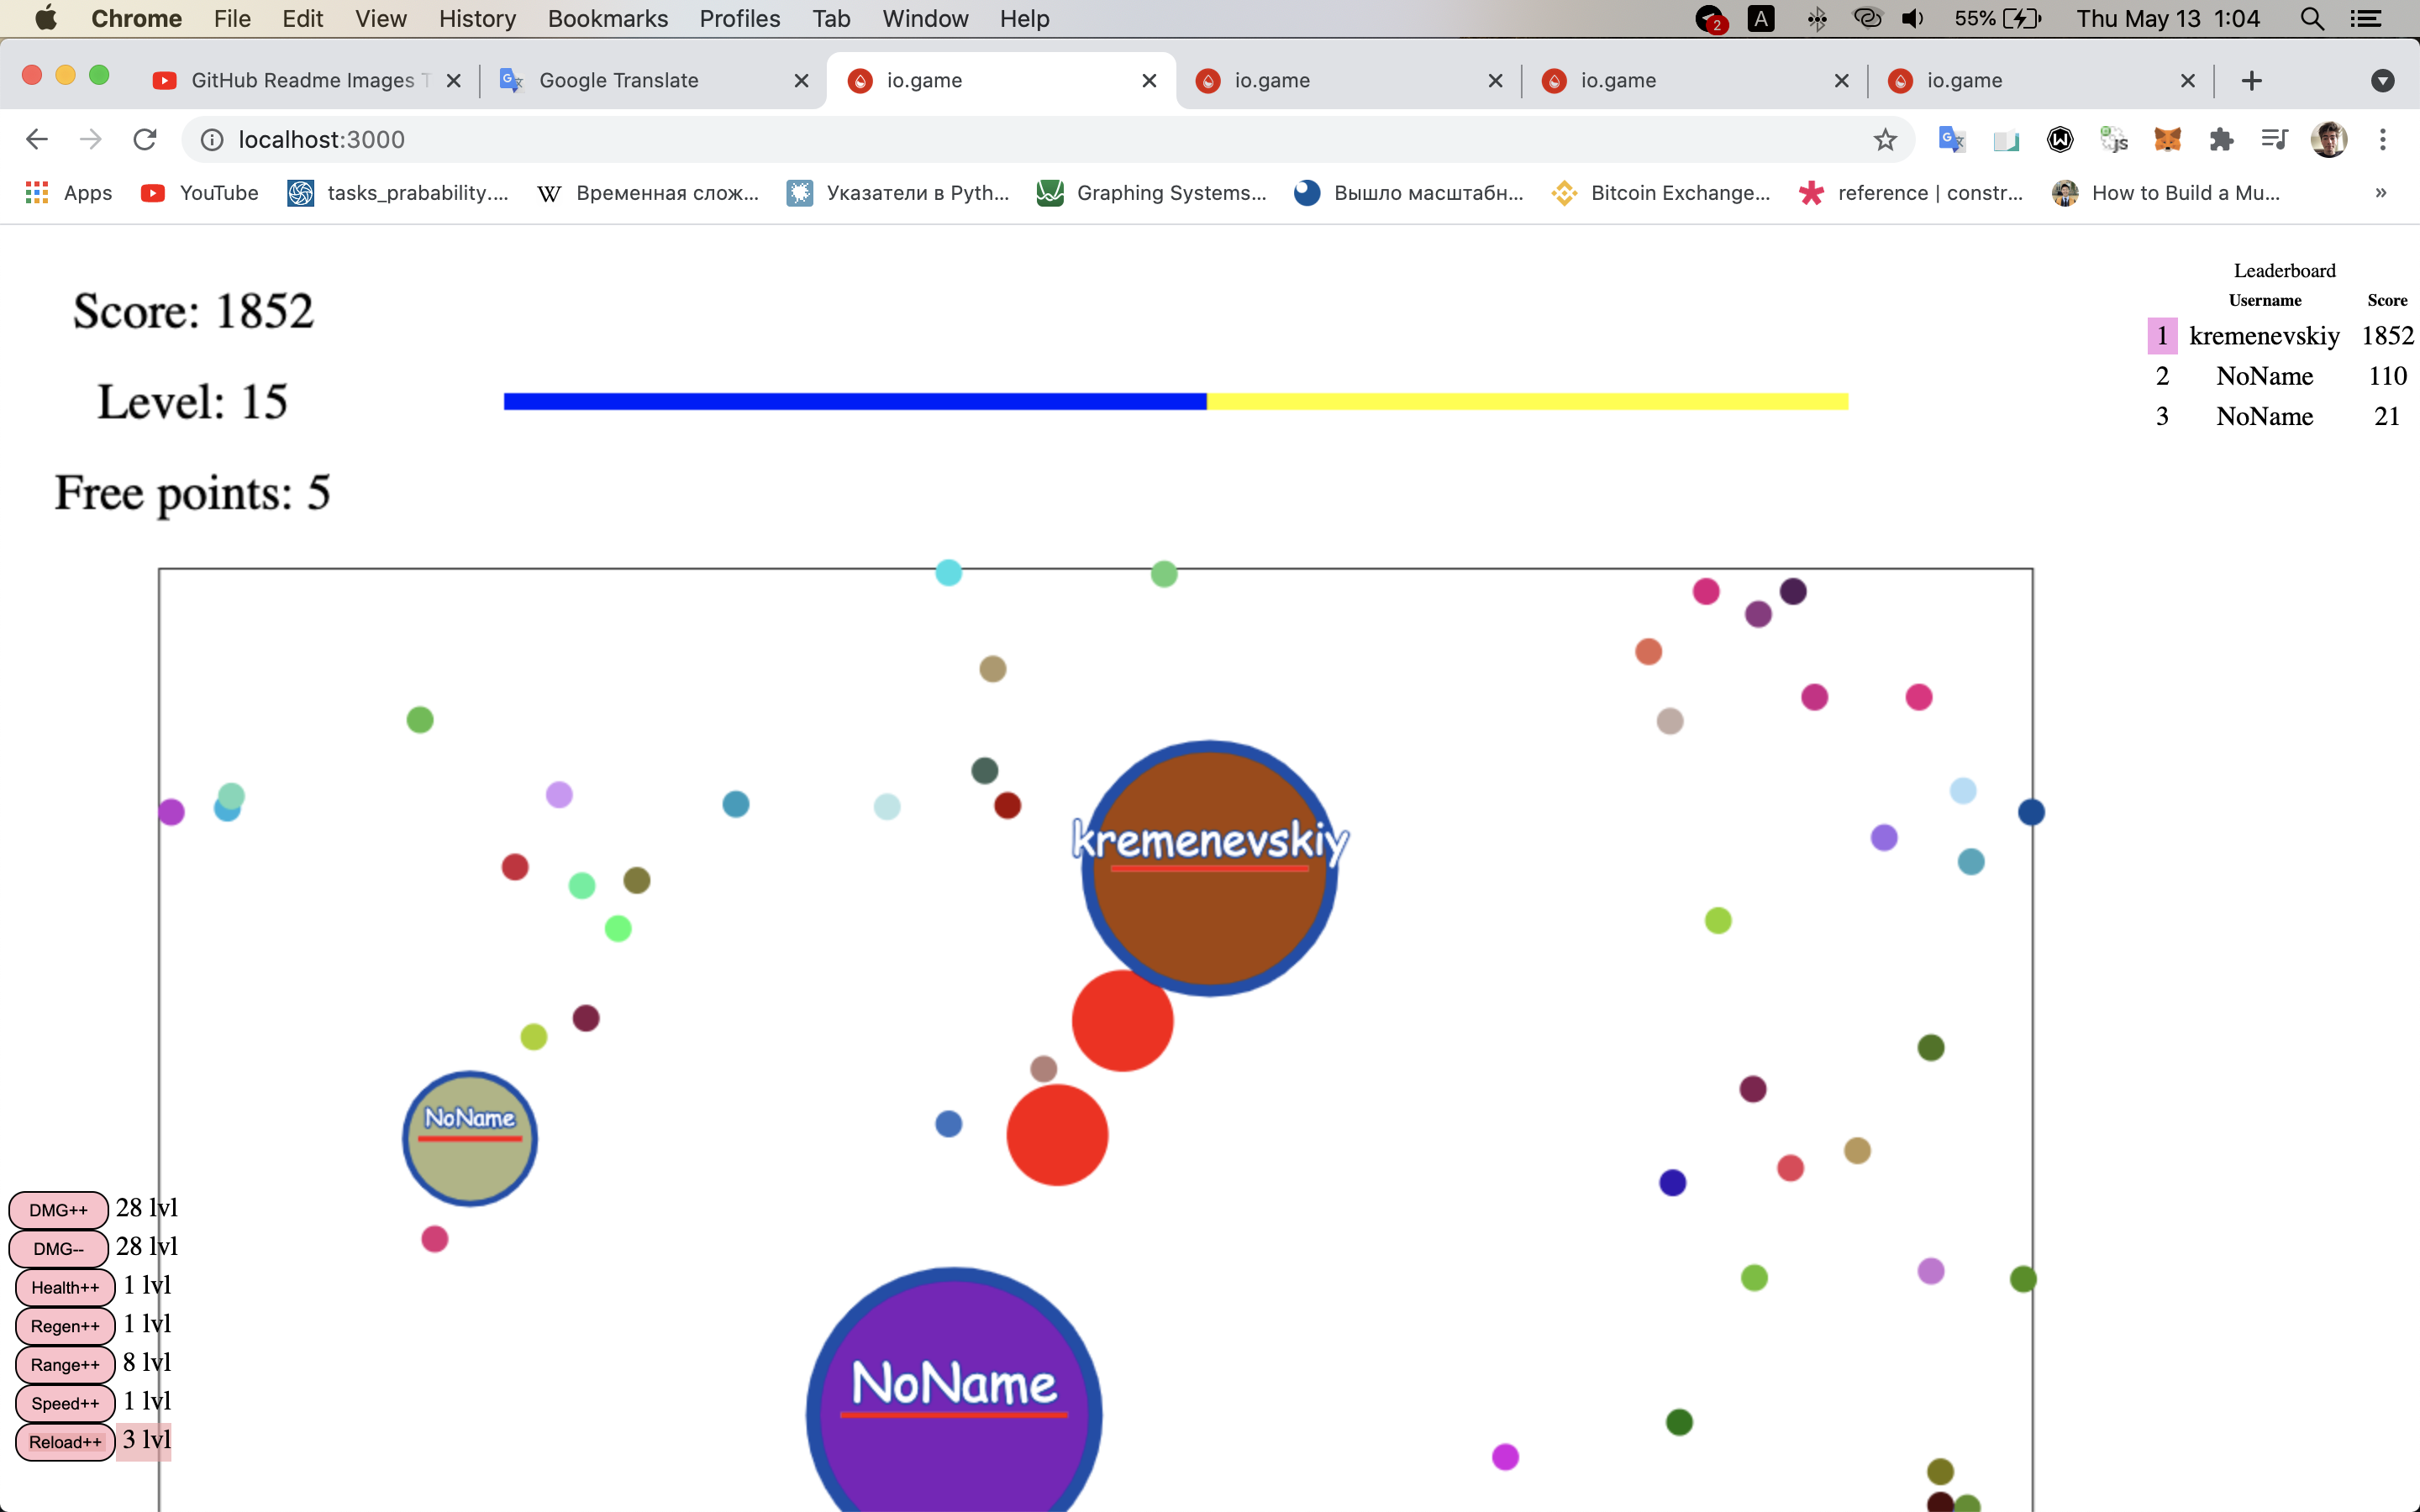 Chrome File Edit View History Bookmarks Profiles Tab Window Help 2 A 55% Thu May 13 1:04
GitHub Readme Images T Google Translate io.game io.game io.game io.game
localhost:3000
Apps YouTube tasks_prabability.... Временная слож... Указатели в Pyth... Graphing Systems... Вышло масштабн... Bitcoin Exchange... reference | constr... How to Build a Mu... »
Score: 1852
Level: 15
Free points: 5
Leaderboard
Username Score
1 kremenevskiy 1852
2 NoName 110
3 NoName 21
kremenevskiy
NoName
NoName
DMG++ 28 lvl
DMG-- 28 lvl
Health++ 1 lvl
Regen++ 1 lvl
Range++ 8 lvl
Speed++ 1 lvl
Reload++ 3 lvl